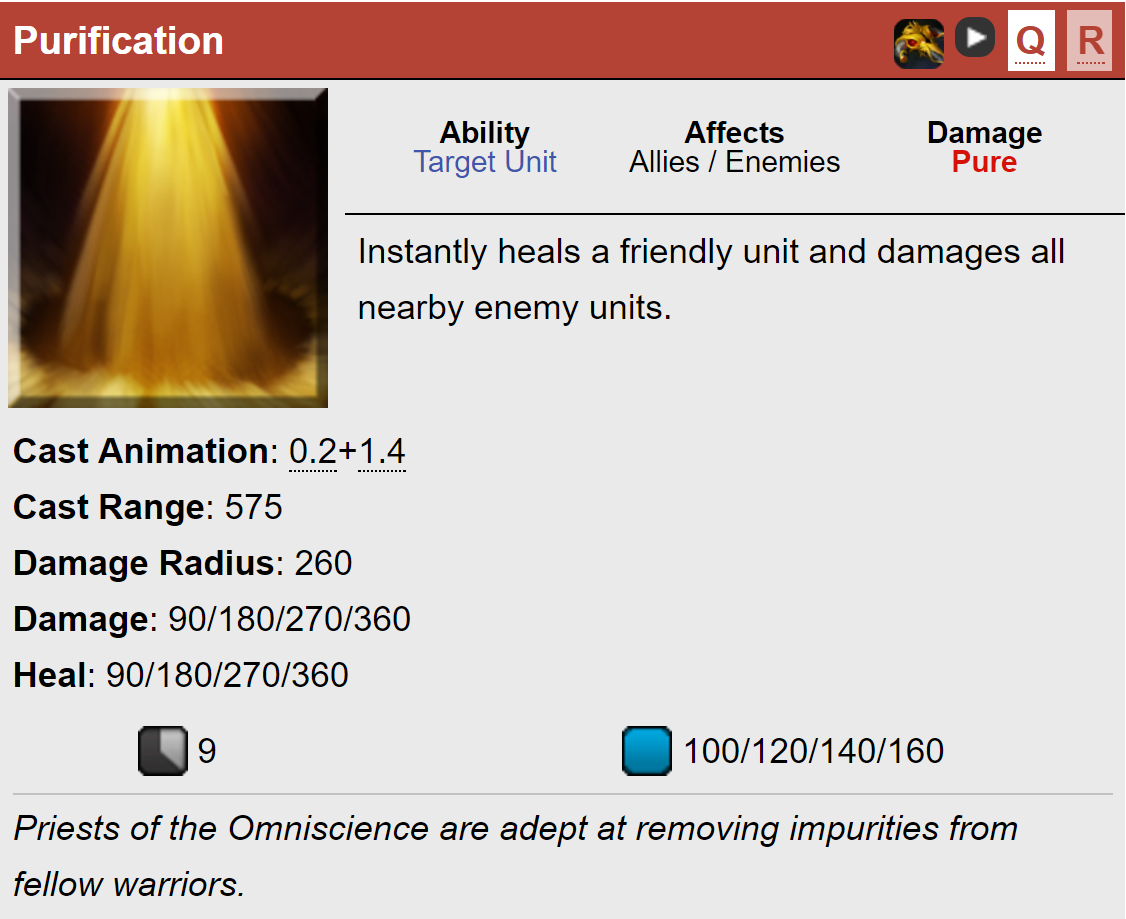 Purification Q R
Ability Affects Damage
Target Unit Allies / Enemies Pure
Instantly heals a friendly unit and damages all
nearby enemy units.
Cast Animation: 0.2+1.4
Cast Range: 575
Damage Radius: 260
Damage: 90/180/270/360
Heal: 90/180/270/360
9 100/120/140/160
Priests of the Omniscience are adept at removing impurities from
fellow warriors.